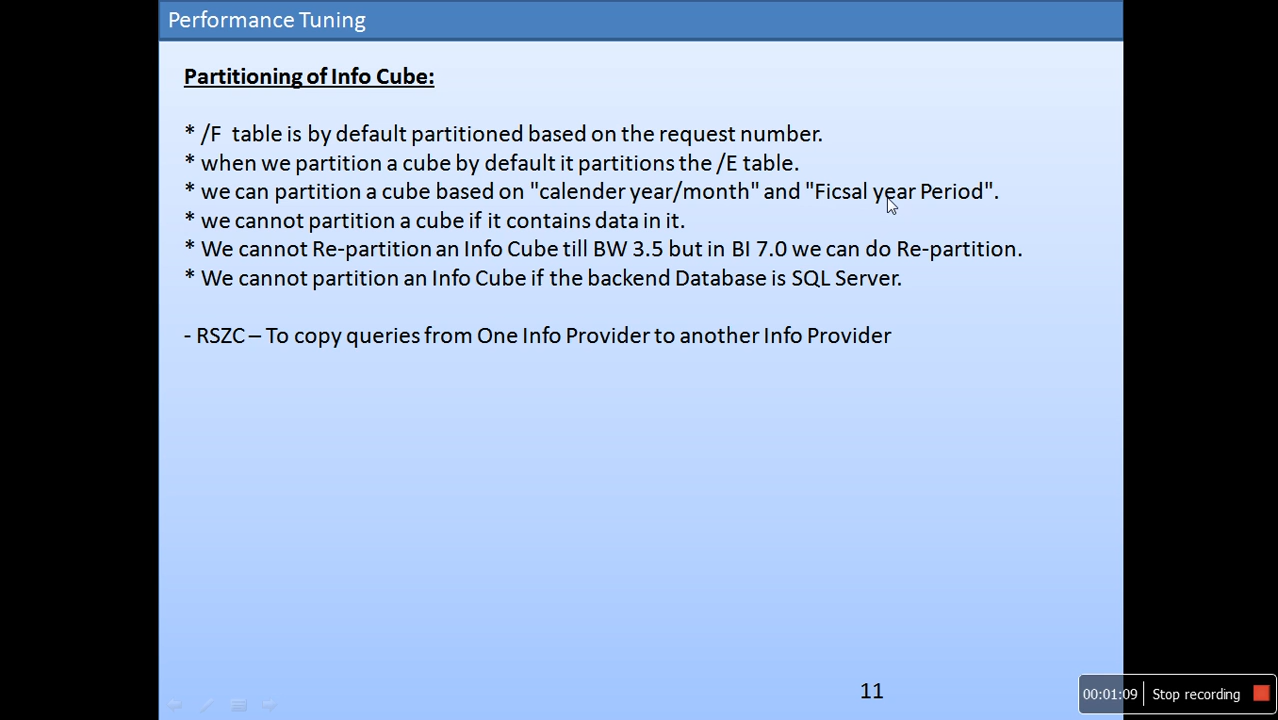 Performance Tuning
Partitioning of Info Cube:
* /F table is by default partitioned based on the request number.
* when we partition a cube by default it partitions the /E table.
* we can partition a cube based on "calender year/month" and "Ficsal year Period".
* we cannot partition a cube if it contains data in it.
* We cannot Re-partition an Info Cube till BW 3.5 but in BI 7.0 we can do Re-partition.
* We cannot partition an Info Cube if the backend Database is SQL Server.
- RSZC – To copy queries from One Info Provider to another Info Provider
11
00:01:09 Stop recording